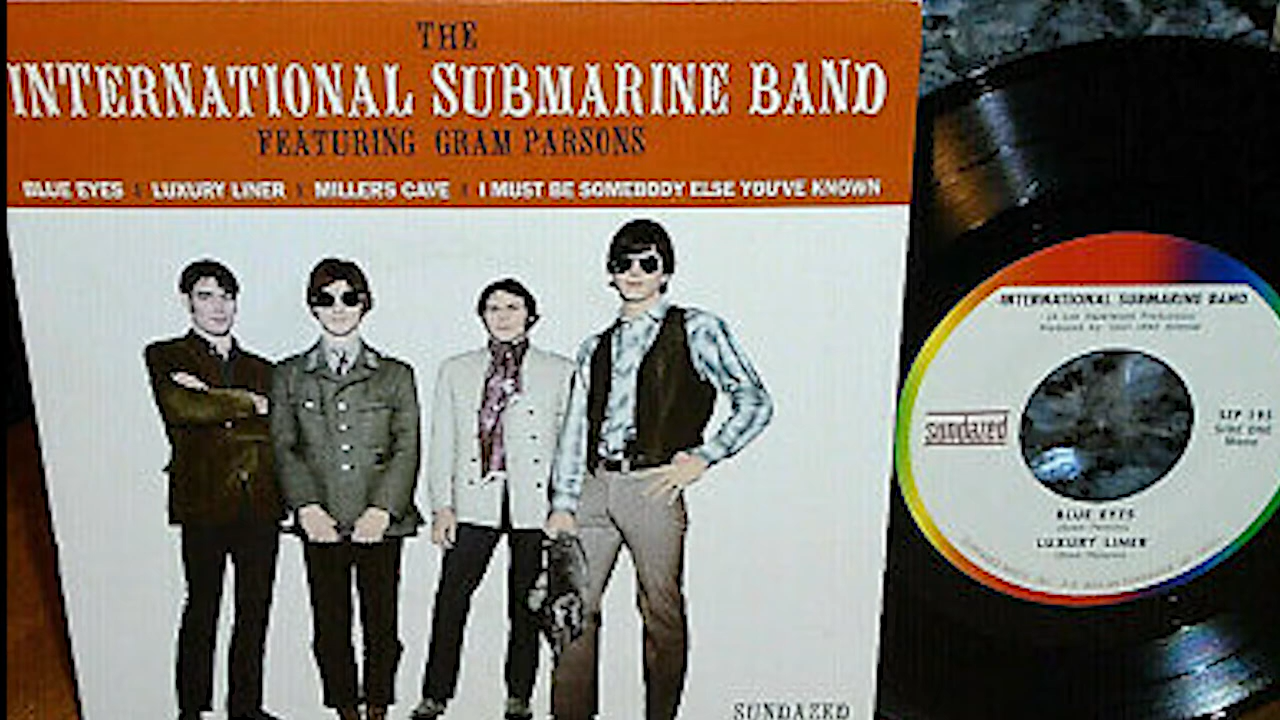 THE
INTERNATIONAL SUBMARINE BAND
FEATURING GRAM PARSONS
BLUE EYES LUXURY LINER MILLERS CAVE I MUST BE SOMEBODY ELSE YOU'VE KNOWN
SUNDAZED
INTERNATIONAL SUBMARINE BAND
sundazed
BLUE EYES
LUXURY LINER